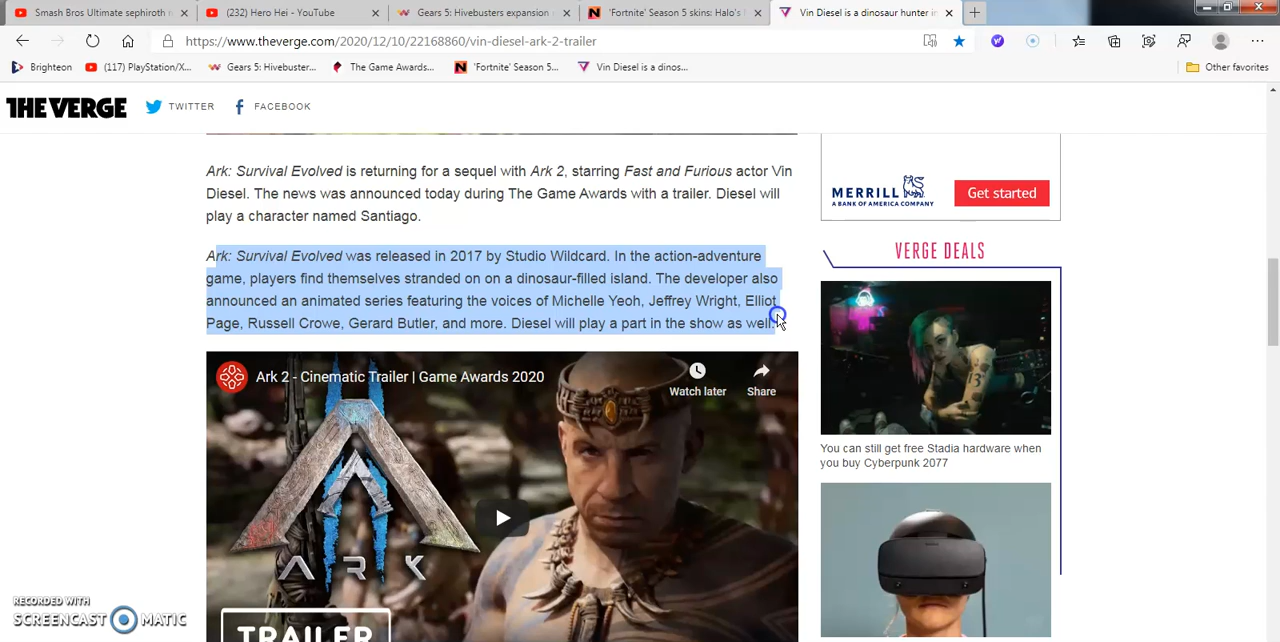 Smash Bros Ultimate sephiroth
(232) Hero Hei - YouTube
Gears 5: Hivebusters expansion
'Fortnite' Season 5 skins: Halo's
Vin Diesel is a dinosaur hunter in
https://www.theverge.com/2020/12/10/22168860/vin-diesel-ark-2-trailer
Brighteon
(117) PlayStation/X...
Gears 5: Hivebuster...
The Game Awards...
'Fortnite' Season 5...
Vin Diesel is a dinos...
Other favorites
THE VERGE
TWITTER
FACEBOOK
Ark: Survival Evolved is returning for a sequel with Ark 2, starring Fast and Furious actor Vin
Diesel. The news was announced today during The Game Awards with a trailer. Diesel will
play a character named Santiago.
Ark: Survival Evolved was released in 2017 by Studio Wildcard. In the action-adventure
game, players find themselves stranded on on a dinosaur-filled island. The developer also
announced an animated series featuring the voices of Michelle Yeoh, Jeffrey Wright, Elliot
Page, Russell Crowe, Gerard Butler, and more. Diesel will play a part in the show as well.
Ark 2 - Cinematic Trailer | Game Awards 2020
Watch later
Share
ARK
TRAILER
MERRILL
A BANK OF AMERICA COMPANY
Get started
VERGE DEALS
You can still get free Stadia hardware when
you buy Cyberpunk 2077
RECORDED WITH
SCREENCAST MATIC